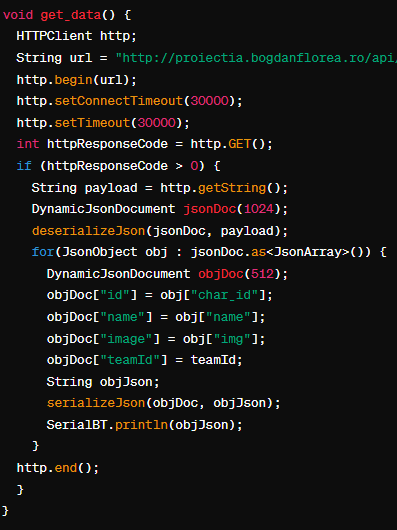 void get_data() {
  HTTPClient http;
  String url = "http://proiectia.bogdanflorea.ro/api/
  http.begin(url);
  http.setConnectTimeout(30000);
  http.setTimeout(30000);
  int httpResponseCode = http.GET();
  if (httpResponseCode > 0) {
    String payload = http.getString();
    DynamicJsonDocument jsonDoc(1024);
    deserializeJson(jsonDoc, payload);
    for(JsonObject obj : jsonDoc.as<JsonArray>()) {
      DynamicJsonDocument objDoc(512);
      objDoc["id"] = obj["char_id"];
      objDoc["name"] = obj["name"];
      objDoc["image"] = obj["img"];
      objDoc["teamId"] = teamId;
      String objJson;
      serializeJson(objDoc, objJson);
      SerialBT.println(objJson);
    }
  http.end();
  }
}